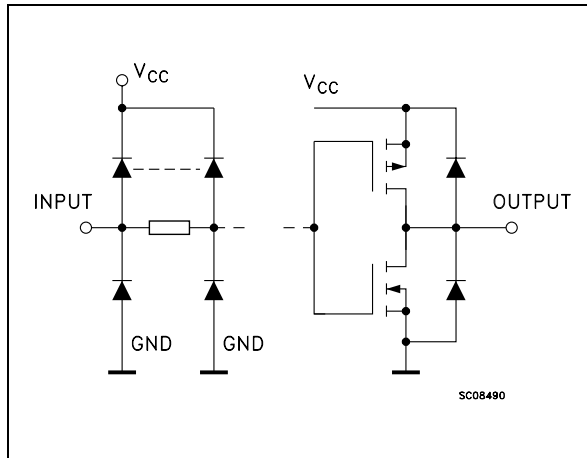 VCC
VCC
INPUT
OUTPUT
GND
GND
SC08490